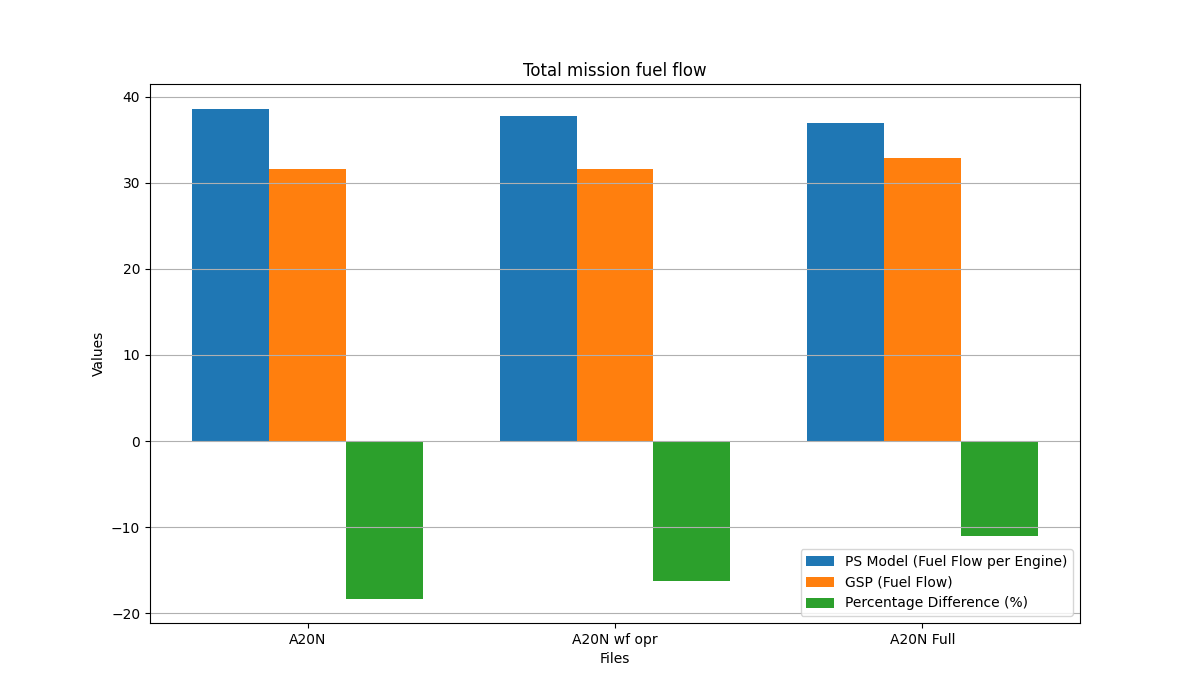 Total mission fuel flow
40
30
20
10
0
−10
−20
Values
A20N
A20N wf opr
A20N Full
Files
PS Model (Fuel Flow per Engine)
GSP (Fuel Flow)
Percentage Difference (%)